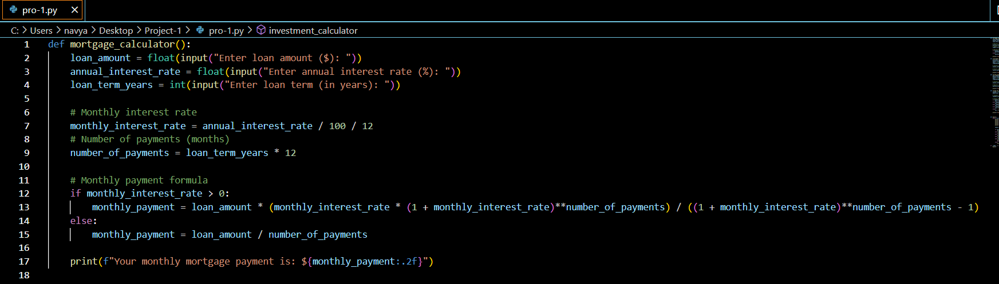 pro-1.py
C: > Users > navya > Desktop > Project-1 > pro-1.py > investment_calculator
1 def mortgage_calculator():
2     loan_amount = float(input("Enter loan amount ($): "))
3     annual_interest_rate = float(input("Enter annual interest rate (%): "))
4     loan_term_years = int(input("Enter loan term (in years): "))
5
6     # Monthly interest rate
7     monthly_interest_rate = annual_interest_rate / 100 / 12
8     # Number of payments (months)
9     number_of_payments = loan_term_years * 12
10
11     # Monthly payment formula
12     if monthly_interest_rate > 0:
13         monthly_payment = loan_amount * (monthly_interest_rate * (1 + monthly_interest_rate)**number_of_payments) / ((1 + monthly_interest_rate)**number_of_payments - 1)
14     else:
15         monthly_payment = loan_amount / number_of_payments
16
17     print(f"Your monthly mortgage payment is: ${monthly_payment:.2f}")
18